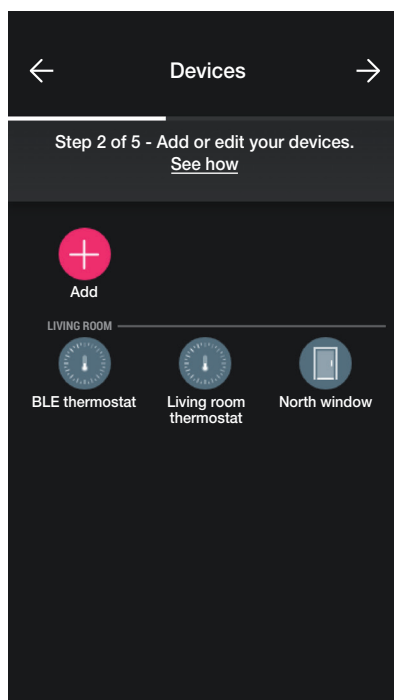 Devices
Step 2 of 5 - Add or edit your devices.
See how
Add
LIVING ROOM
BLE thermostat
Living room
thermostat
North window